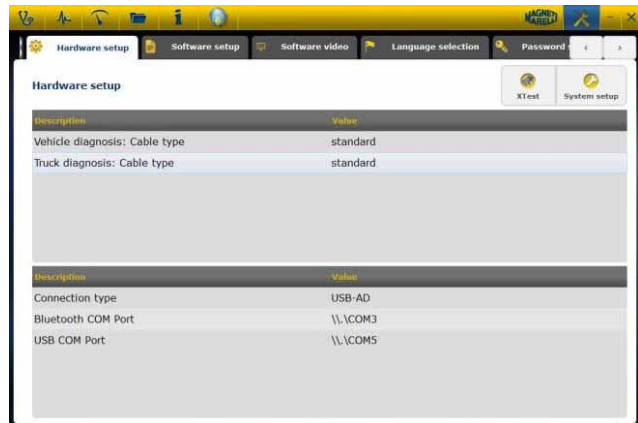 MAGNETI
MARELLI
Hardware setup
Software setup
Software video
Language selection
Password
Hardware setup
XTest
System setup
Description Value
Vehicle diagnosis: Cable type standard
Truck diagnosis: Cable type standard
Description Value
Connection type USB-AD
Bluetooth COM Port \\.\COM3
USB COM Port \\.\COM5